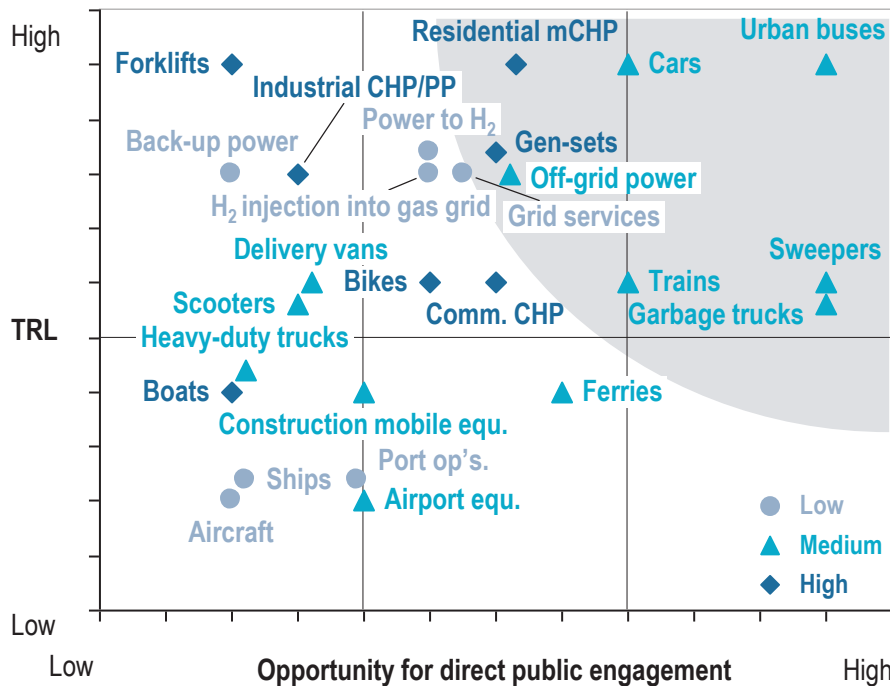 High
Residential mCHP
Urban buses
Forklifts
Cars
Industrial CHP/PP
Power to H₂
Back-up power
Gen-sets
Off-grid power
H₂ injection into gas grid
Grid services
Delivery vans
Sweepers
Bikes
Trains
Scooters
Comm. CHP
Garbage trucks
TRL
Heavy-duty trucks
Boats
Ferries
Construction mobile equ.
Port op’s.
Ships
Airport equ.
Low
Aircraft
Medium
High
Low
Low
Opportunity for direct public engagement
High